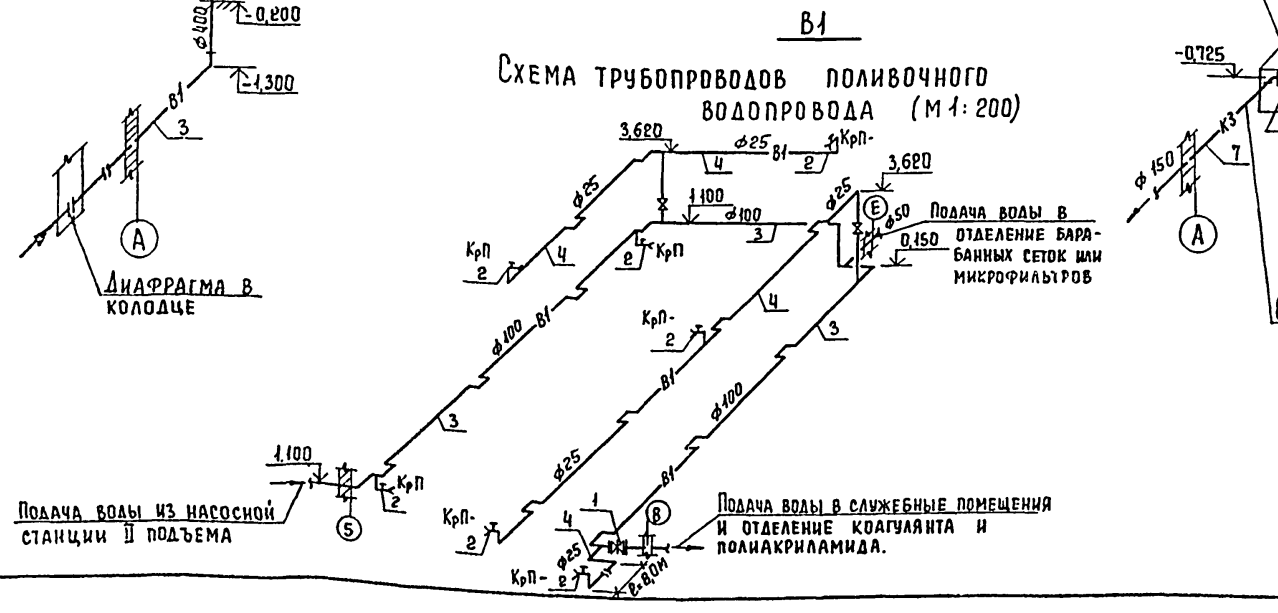 В1
СХЕМА ТРУБОПРОВОДОВ ПОЛИВОЧНОГО
ВОДОПРОВОДА (М 1:200)
-0,200
ф400
-1,300
В1
3
А
ДИАФРАГМА В
КОЛОДЦЕ
3,620
ф25
В1
КрП-
4
2
ф25
КрП
2
4
1.100
ф100
3
2
КрП
ф25
3,620
Е
ф50
ПОДАЧА ВОДЫ В
ОТДЕЛЕНИЕ БАРА-
БАННЫХ СЕТОК ИЛИ
МИКРОФИЛЬТРОВ
0,150
4
3
КрП-
2
ф100
В1
3
В1
ф100
ф25
В1
1.100
КрП
2
5
ПОДАЧА ВОДЫ ИЗ НАСОСНОЙ
СТАНЦИИ II ПОДЪЕМА
КрП-
2
1
4
ф25
В
КрП-
2
ℓ=8,0м
ПОДАЧА ВОДЫ В СЛУЖЕБНЫЕ ПОМЕЩЕНИЯ
И ОТДЕЛЕНИЕ КОАГУЛЯНТА И
ПОЛИАКРИЛАМИДА.
-0,725
К3
7
ф150
А